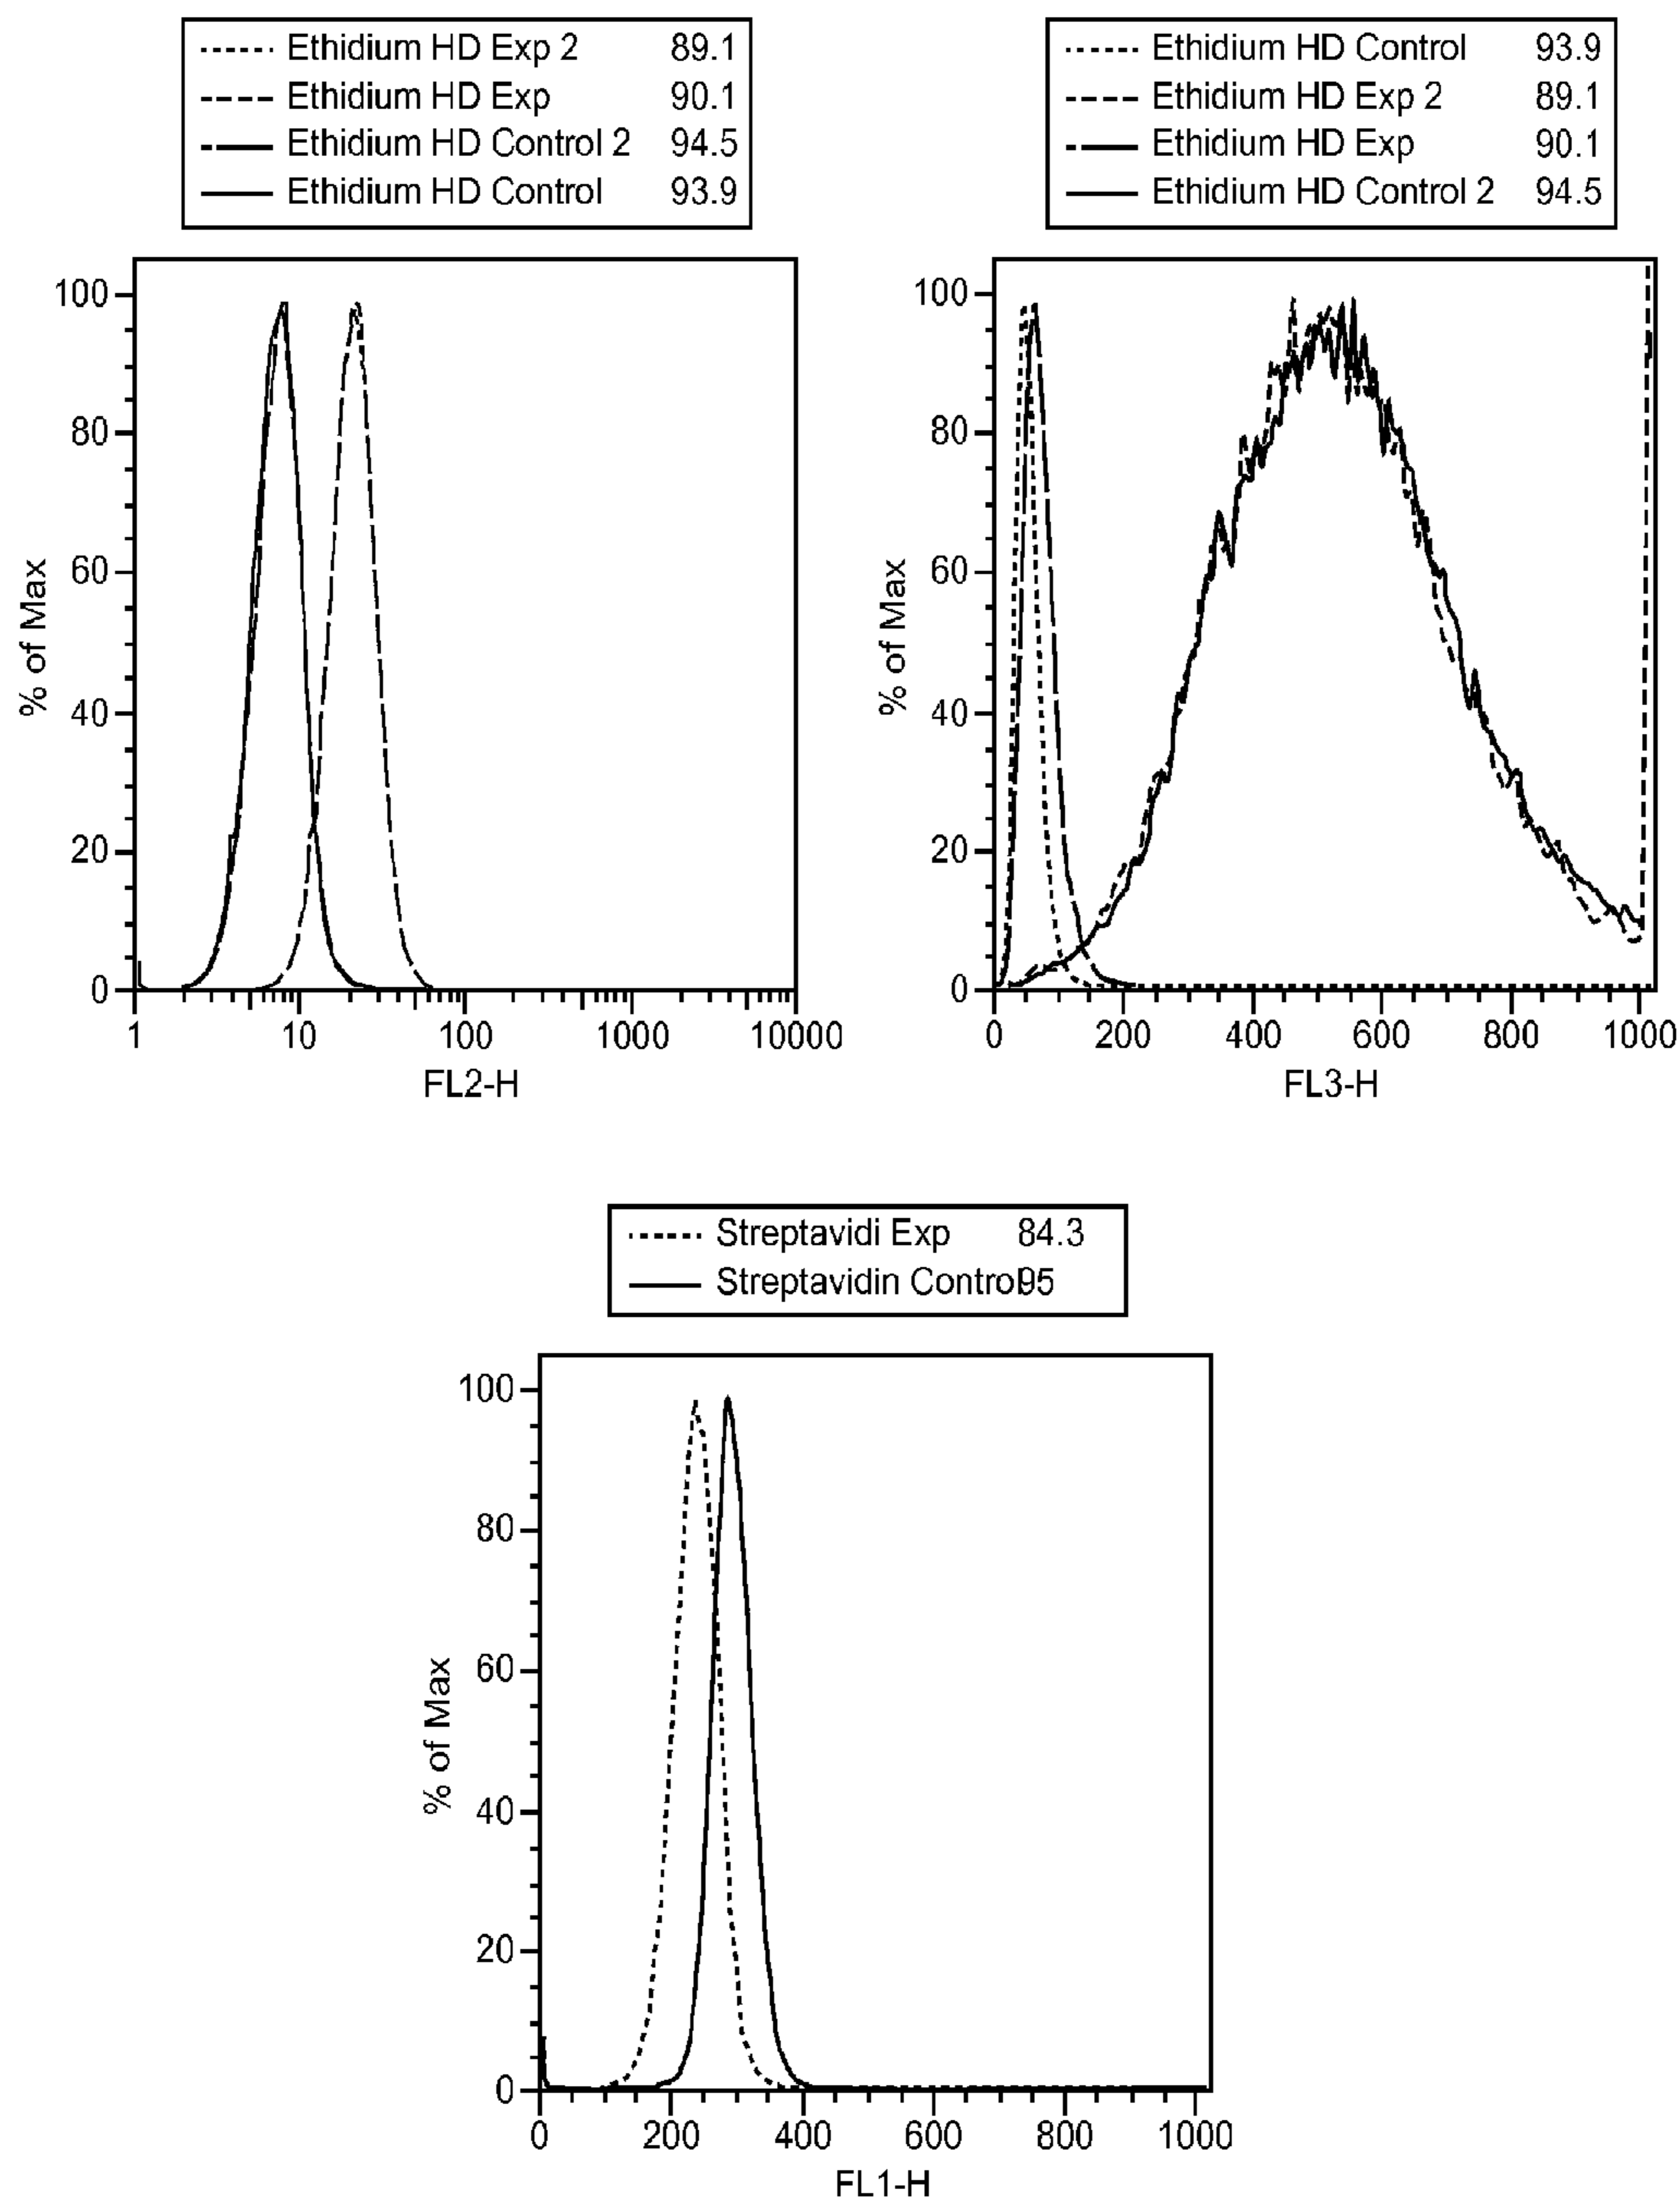 Ethidium HD Exp 2 89.1
Ethidium HD Exp 90.1
Ethidium HD Control 2 94.5
Ethidium HD Control 93.9
Ethidium HD Control 93.9
Ethidium HD Exp 2 89.1
Ethidium HD Exp 90.1
Ethidium HD Control 2 94.5
100
80
60
40
20
0
% of Max
1 10 100 1000 10000
FL2-H
100
80
60
40
20
0
% of Max
0 200 400 600 800 1000
FL3-H
Streptavidi Exp 84.3
Streptavidin Control 95
100
80
60
40
20
0
% of Max
0 200 400 600 800 1000
FL1-H